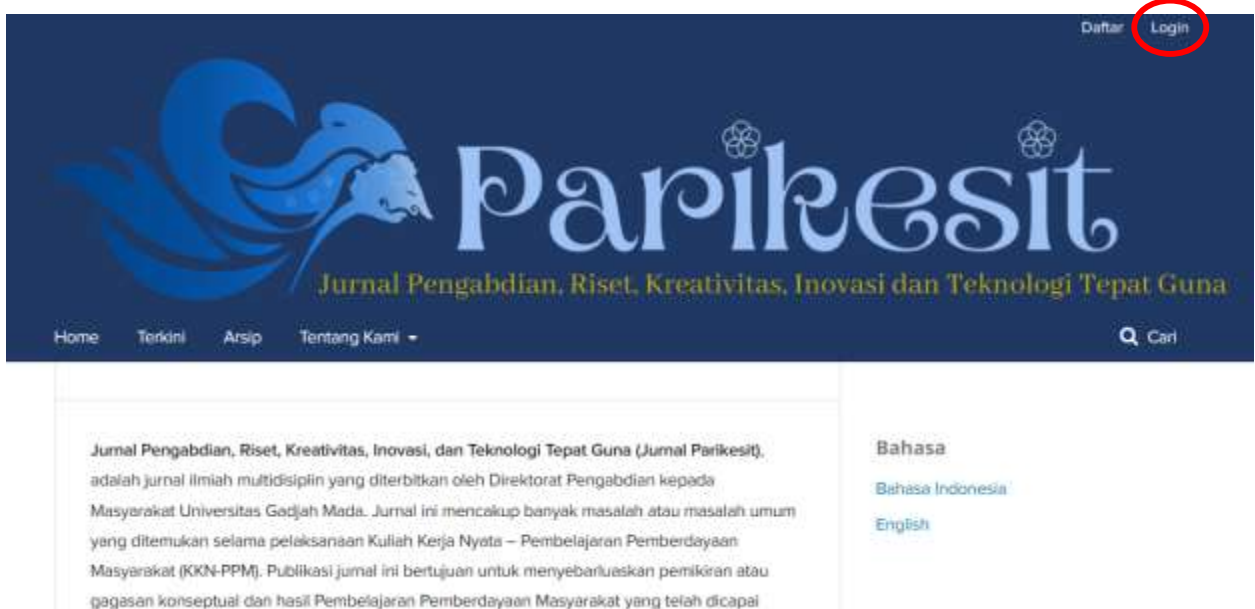 Daftar Login
Parikesit
Jurnal Pengabdian, Riset, Kreativitas, Inovasi dan Teknologi Tepat Guna
Home Terkini Arsip Tentang Kami Cari
Jurnal Pengabdian, Riset, Kreativitas, Inovasi, dan Teknologi Tepat Guna (Jurnal Parikesit),
adalah jurnal ilmiah multidisiplin yang diterbitkan oleh Direktorat Pengabdian kepada
Masyarakat Universitas Gadjah Mada. Jurnal ini mencakup banyak masalah atau masalah umum
yang ditemukan selama pelaksanaan Kuliah Kerja Nyata – Pembelajaran Pemberdayaan
Masyarakat (KKN-PPM). Publikasi jurnal ini bertujuan untuk menyebarluaskan pemikiran atau
gagasan konseptual dan hasil Pembelajaran Pemberdayaan Masyarakat yang telah dicapai
Bahasa
Bahasa Indonesia
English